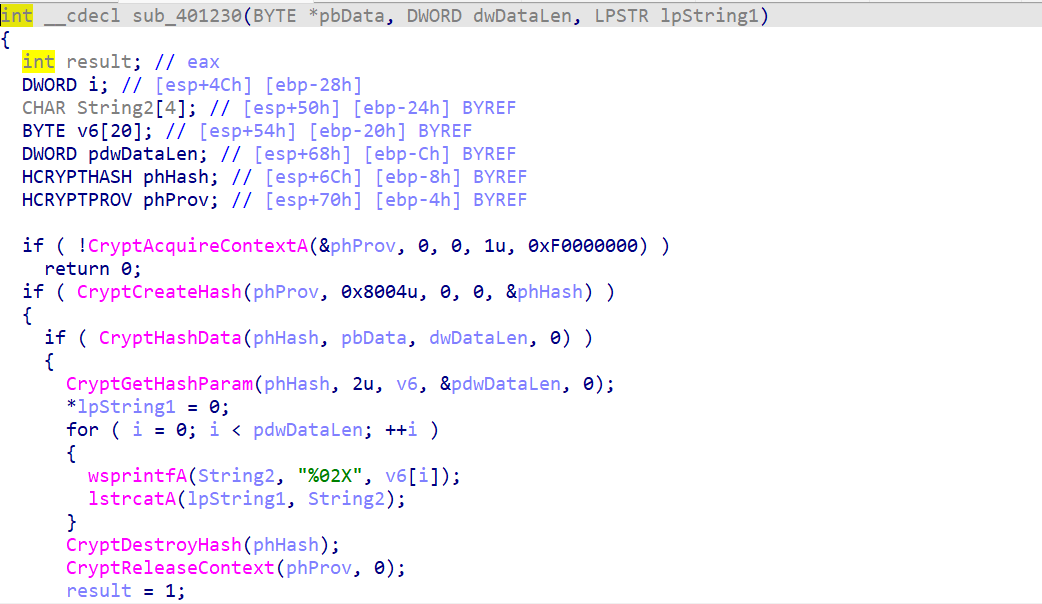 int __cdecl sub_401230(BYTE *pbData, DWORD dwDataLen, LPSTR lpString1)
{
  int result; // eax
  DWORD i; // [esp+4Ch] [ebp-28h]
  CHAR String2[4]; // [esp+50h] [ebp-24h] BYREF
  BYTE v6[20]; // [esp+54h] [ebp-20h] BYREF
  DWORD pdwDataLen; // [esp+68h] [ebp-Ch] BYREF
  HCRYPTHASH phHash; // [esp+6Ch] [ebp-8h] BYREF
  HCRYPTPROV phProv; // [esp+70h] [ebp-4h] BYREF

  if ( !CryptAcquireContextA(&phProv, 0, 0, 1u, 0xF0000000) )
    return 0;
  if ( CryptCreateHash(phProv, 0x8004u, 0, 0, &phHash) )
  {
    if ( CryptHashData(phHash, pbData, dwDataLen, 0) )
    {
      CryptGetHashParam(phHash, 2u, v6, &pdwDataLen, 0);
      *lpString1 = 0;
      for ( i = 0; i < pdwDataLen; ++i )
      {
        wsprintfA(String2, "%02X", v6[i]);
        lstrcatA(lpString1, String2);
      }
      CryptDestroyHash(phHash);
      CryptReleaseContext(phProv, 0);
      result = 1;